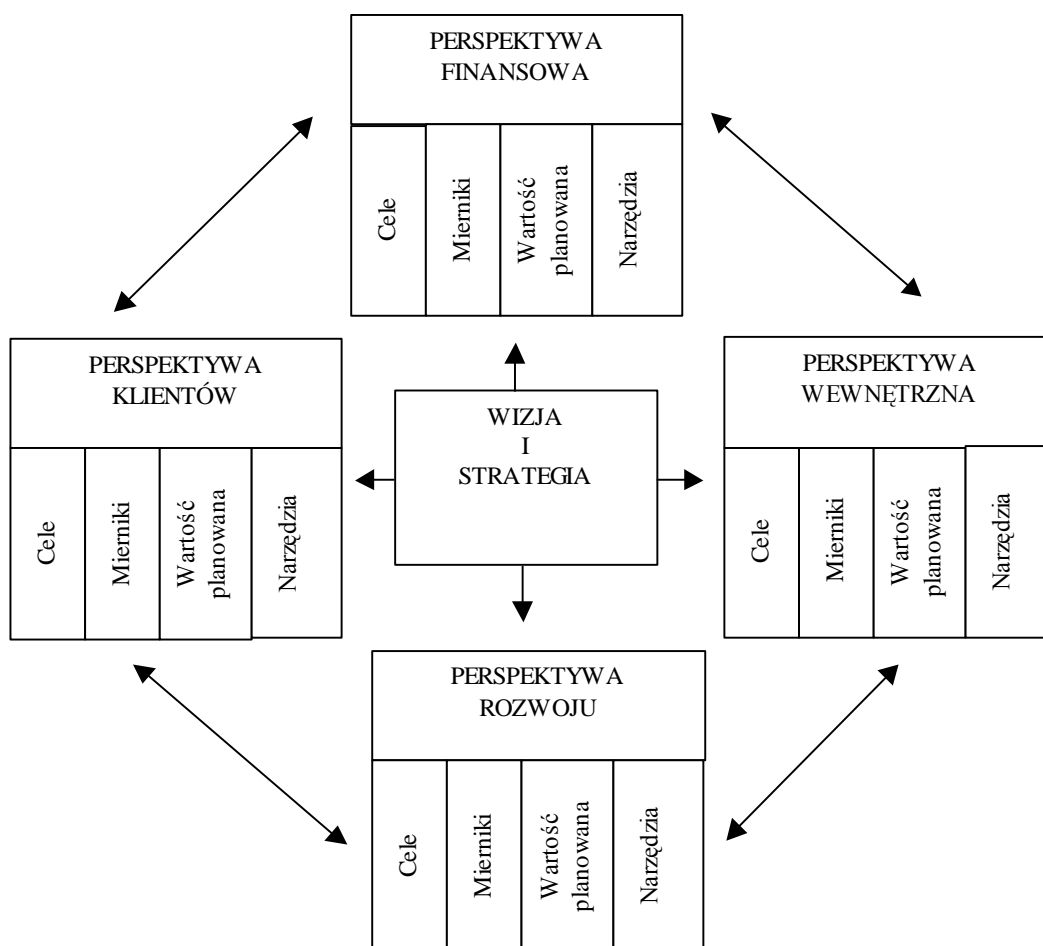 PERSPEKTYWA
FINANSOWA
Cele
Mierniki
Wartość
planowana
Narzędzia
PERSPEKTYWA
KLIENTÓW
Cele
Mierniki
Wartość
planowana
Narzędzia
WIZJA
I
STRATEGIA
PERSPEKTYWA
WEWNĘTRZNA
Cele
Mierniki
Wartość
planowana
Narzędzia
PERSPEKTYWA
ROZWOJU
Cele
Mierniki
Wartość
planowana
Narzędzia